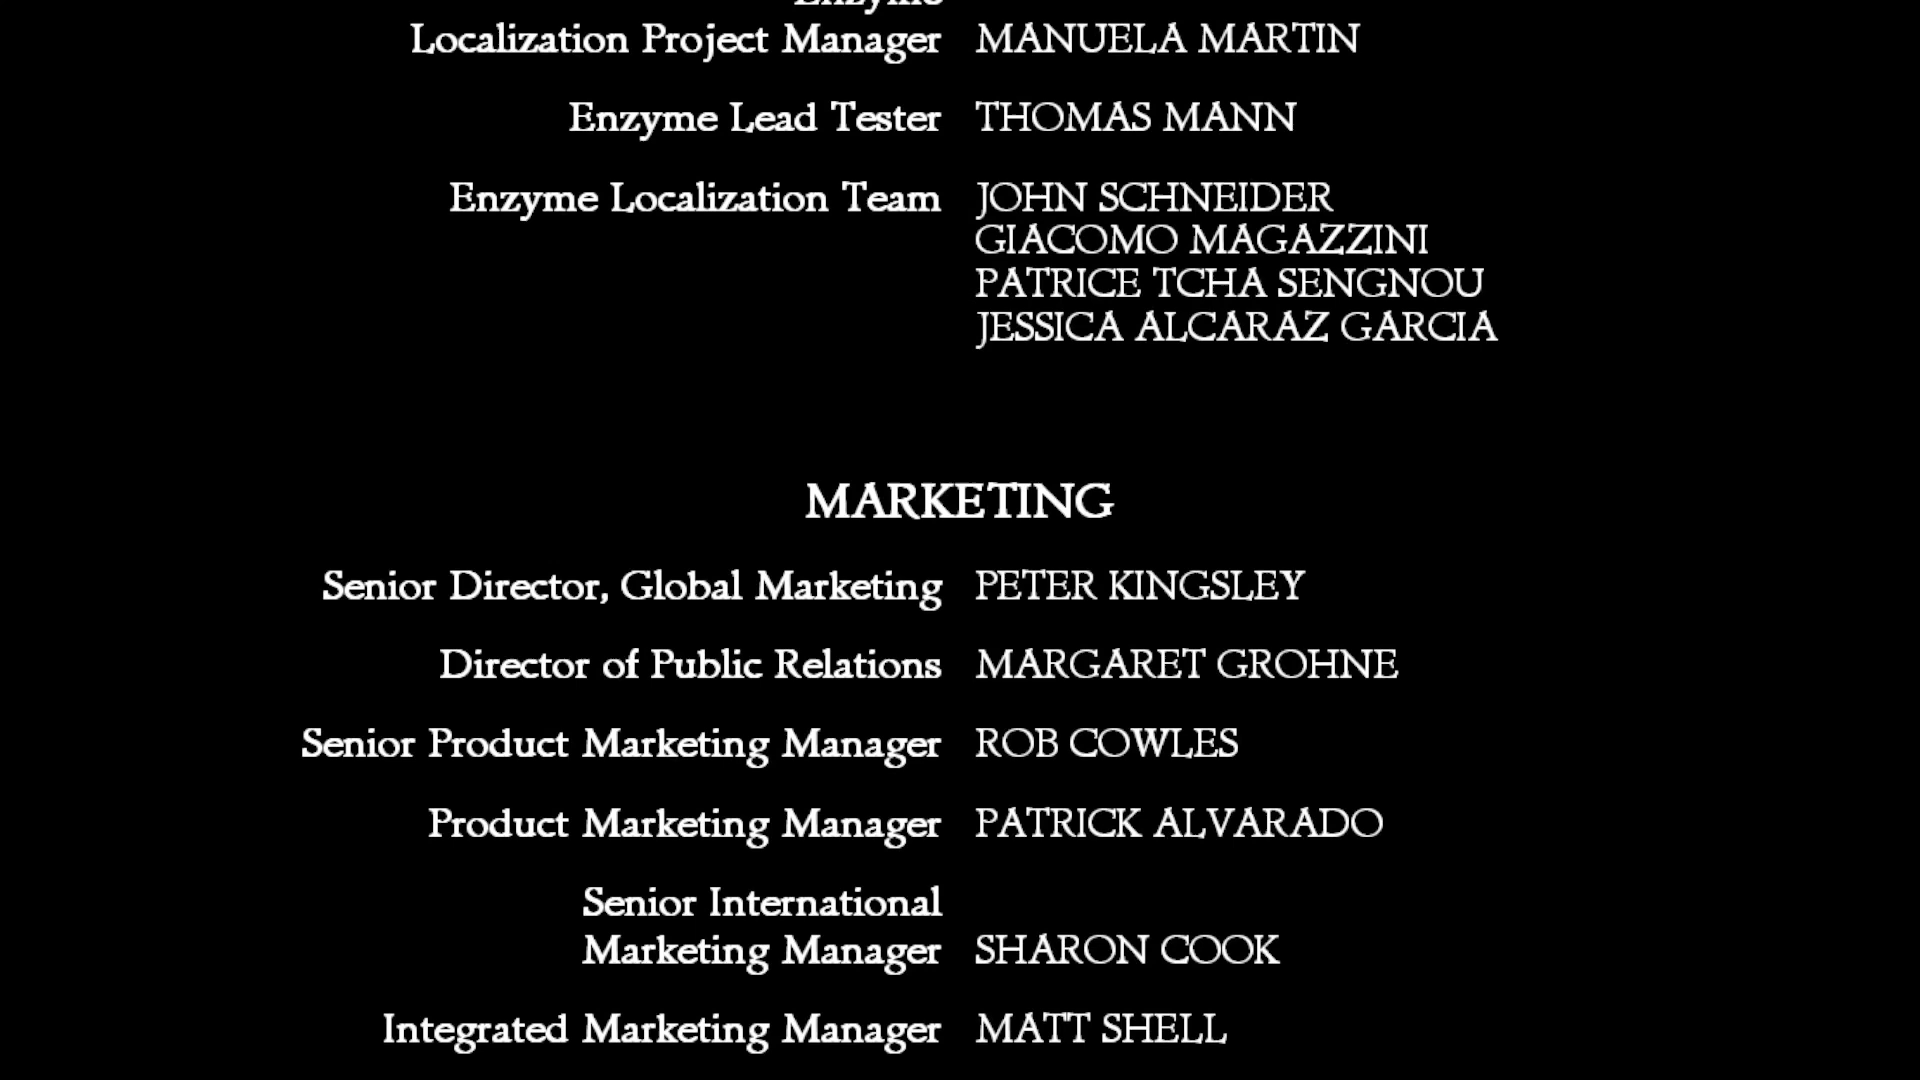 Enzyme
Localization Project Manager MANUELA MARTIN
Enzyme Lead Tester THOMAS MANN
Enzyme Localization Team JOHN SCHNEIDER
GIACOMO MAGAZZINI
PATRICE TCHA SENGNOU
JESSICA ALCARAZ GARCIA
MARKETING
Senior Director, Global Marketing PETER KINGSLEY
Director of Public Relations MARGARET GROHNE
Senior Product Marketing Manager ROB COWLES
Product Marketing Manager PATRICK ALVARADO
Senior International
Marketing Manager SHARON COOK
Integrated Marketing Manager MATT SHELL